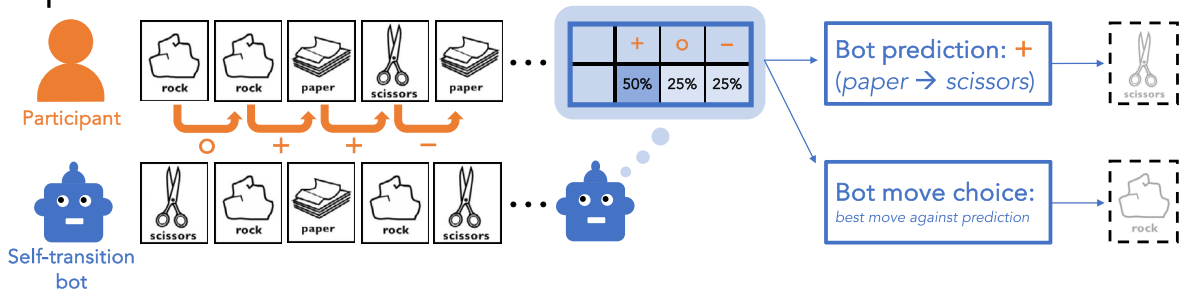 rock
rock
paper
scissors
paper
...
Participant
o
+
+
−
+ o −
50% 25% 25%
Bot prediction: +
(paper → scissors)
scissors
Self-transition
bot
scissors
rock
paper
rock
scissors
...
Bot move choice:
best move against prediction
rock